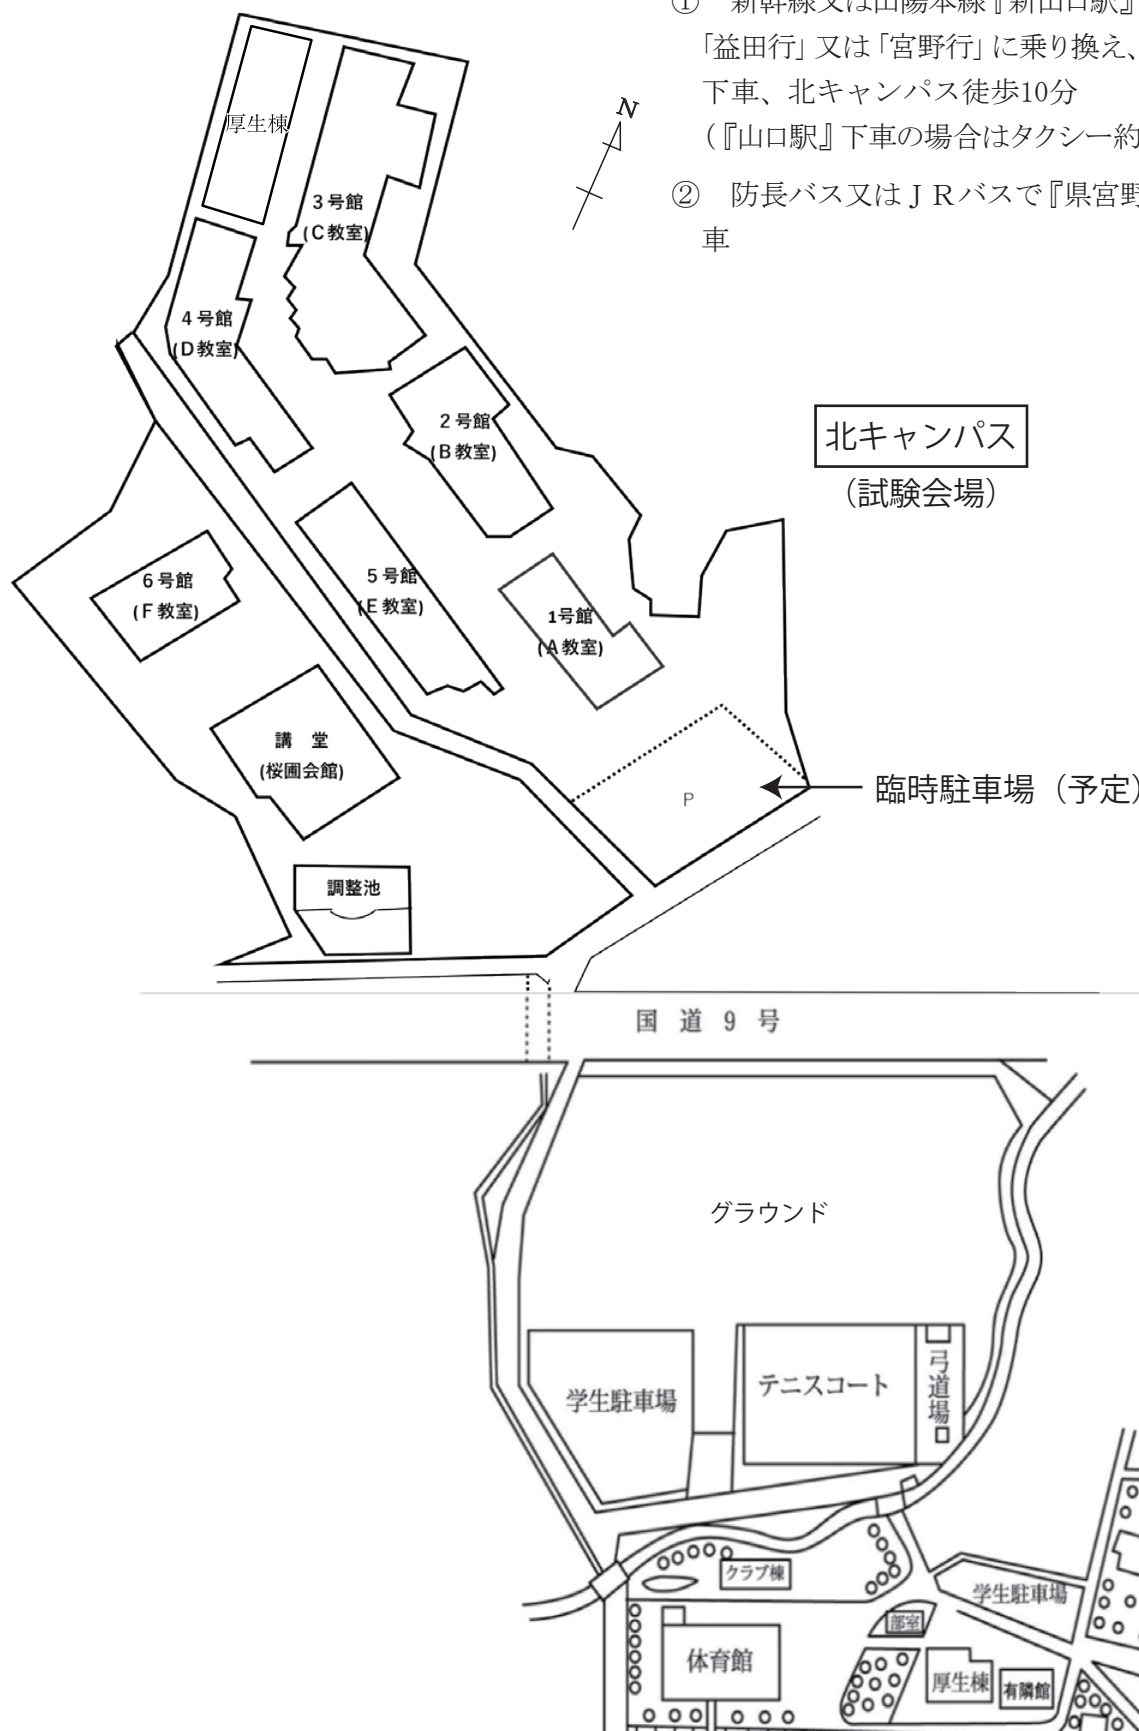 ① 新幹線又は山陽本線『新山口駅』
「益田行」又は「宮野行」に乗り換え、
下車、北キャンパス徒歩10分
(『山口駅』下車の場合はタクシー約
② 防長バス又はＪＲバスで『県宮野
車
N
厚生棟
3号館
(C教室)
4号館
(D教室)
2号館
(B教室)
北キャンパス
(試験会場)
6号館
(F教室)
5号館
(E教室)
1号館
(A教室)
講 堂
(桜圃会館)
P
臨時駐車場(予定)
調整池
国 道 9 号
グラウンド
学生駐車場
テニスコート
弓道場
クラブ棟
学生駐車場
部室
体育館
厚生棟
有隣館